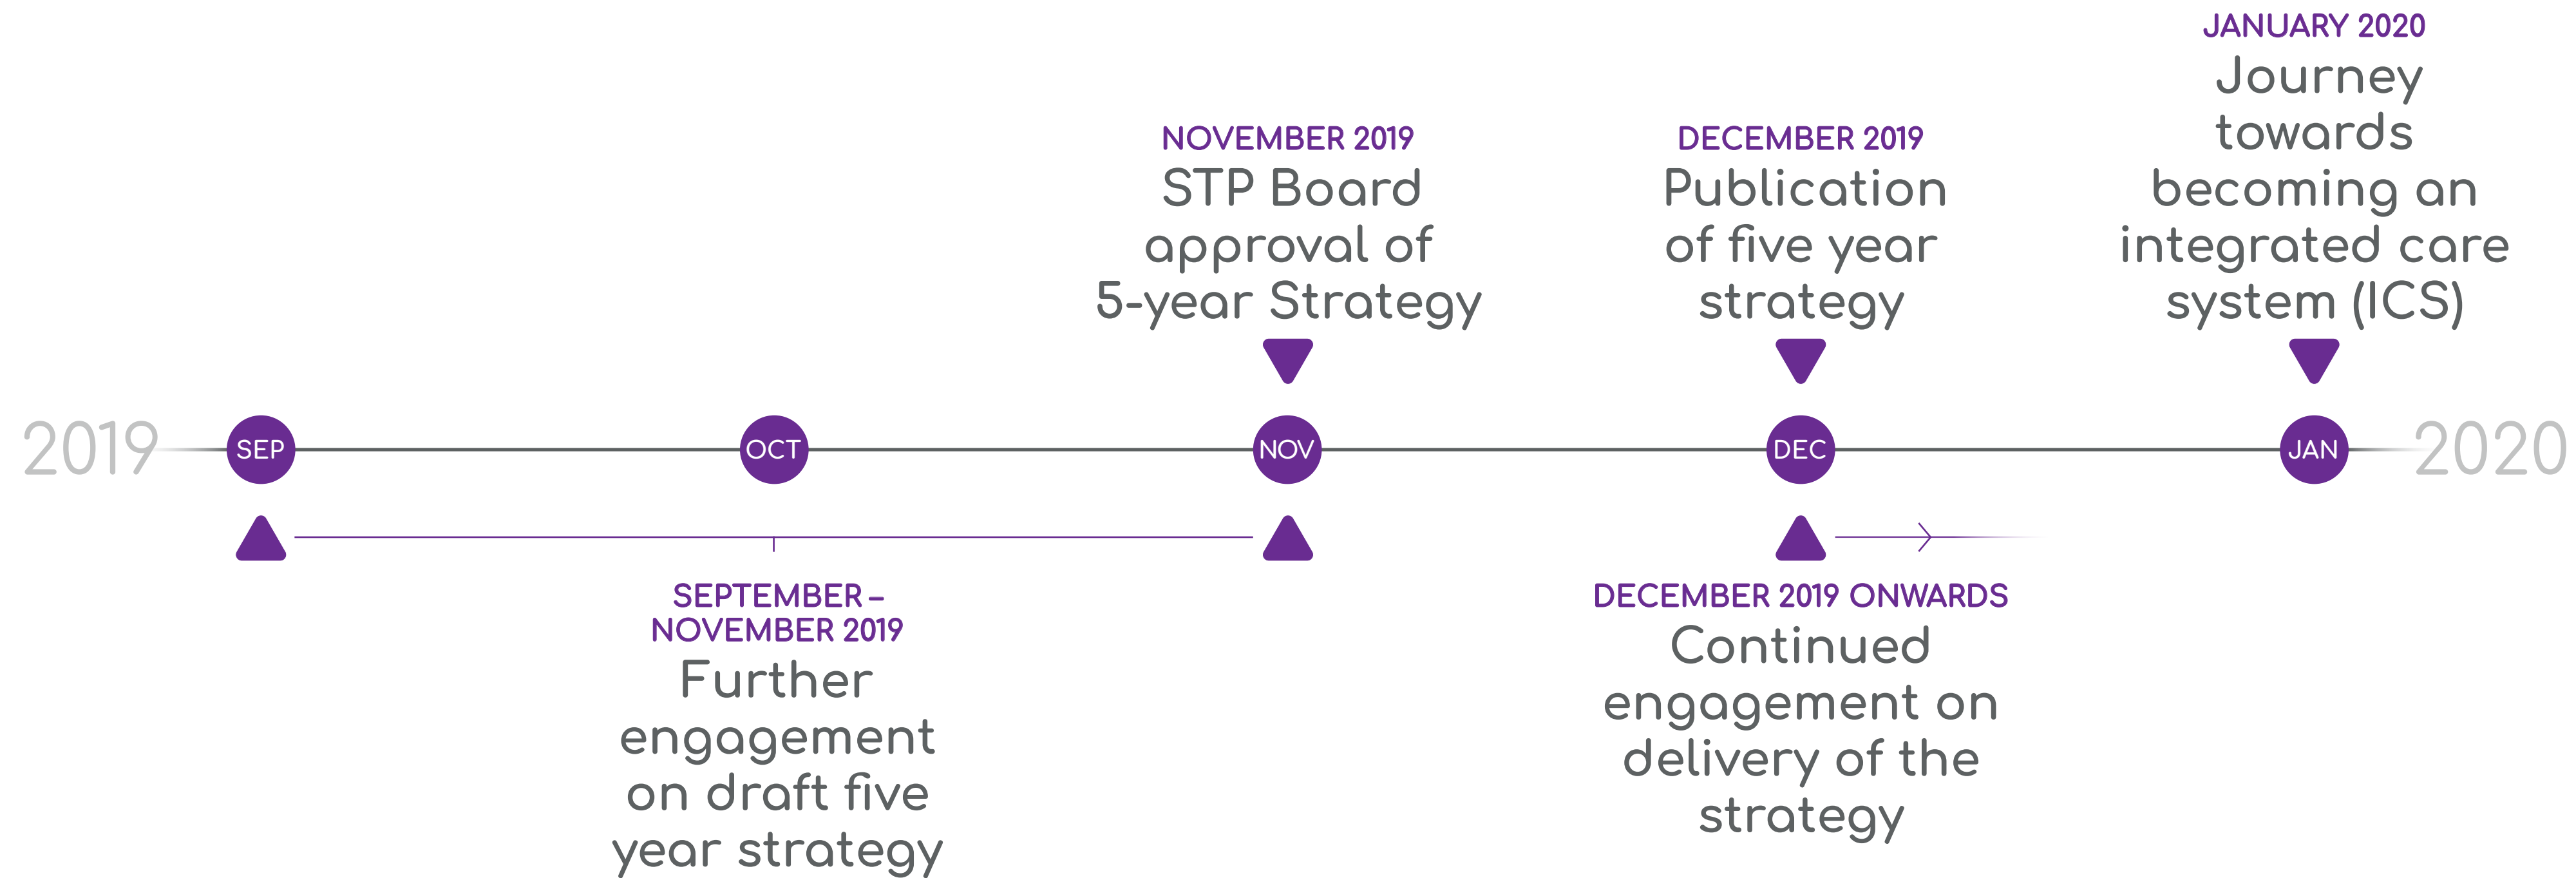 JANUARY 2020
Journey
towards
becoming an
integrated care
system (ICS)
NOVEMBER 2019
STP Board
approval of
5-year Strategy
DECEMBER 2019
Publication
of five year
strategy
2019
SEP
OCT
NOV
DEC
JAN
2020
SEPTEMBER –
NOVEMBER 2019
Further
engagement
on draft five
year strategy
DECEMBER 2019 ONWARDS
Continued
engagement on
delivery of the
strategy